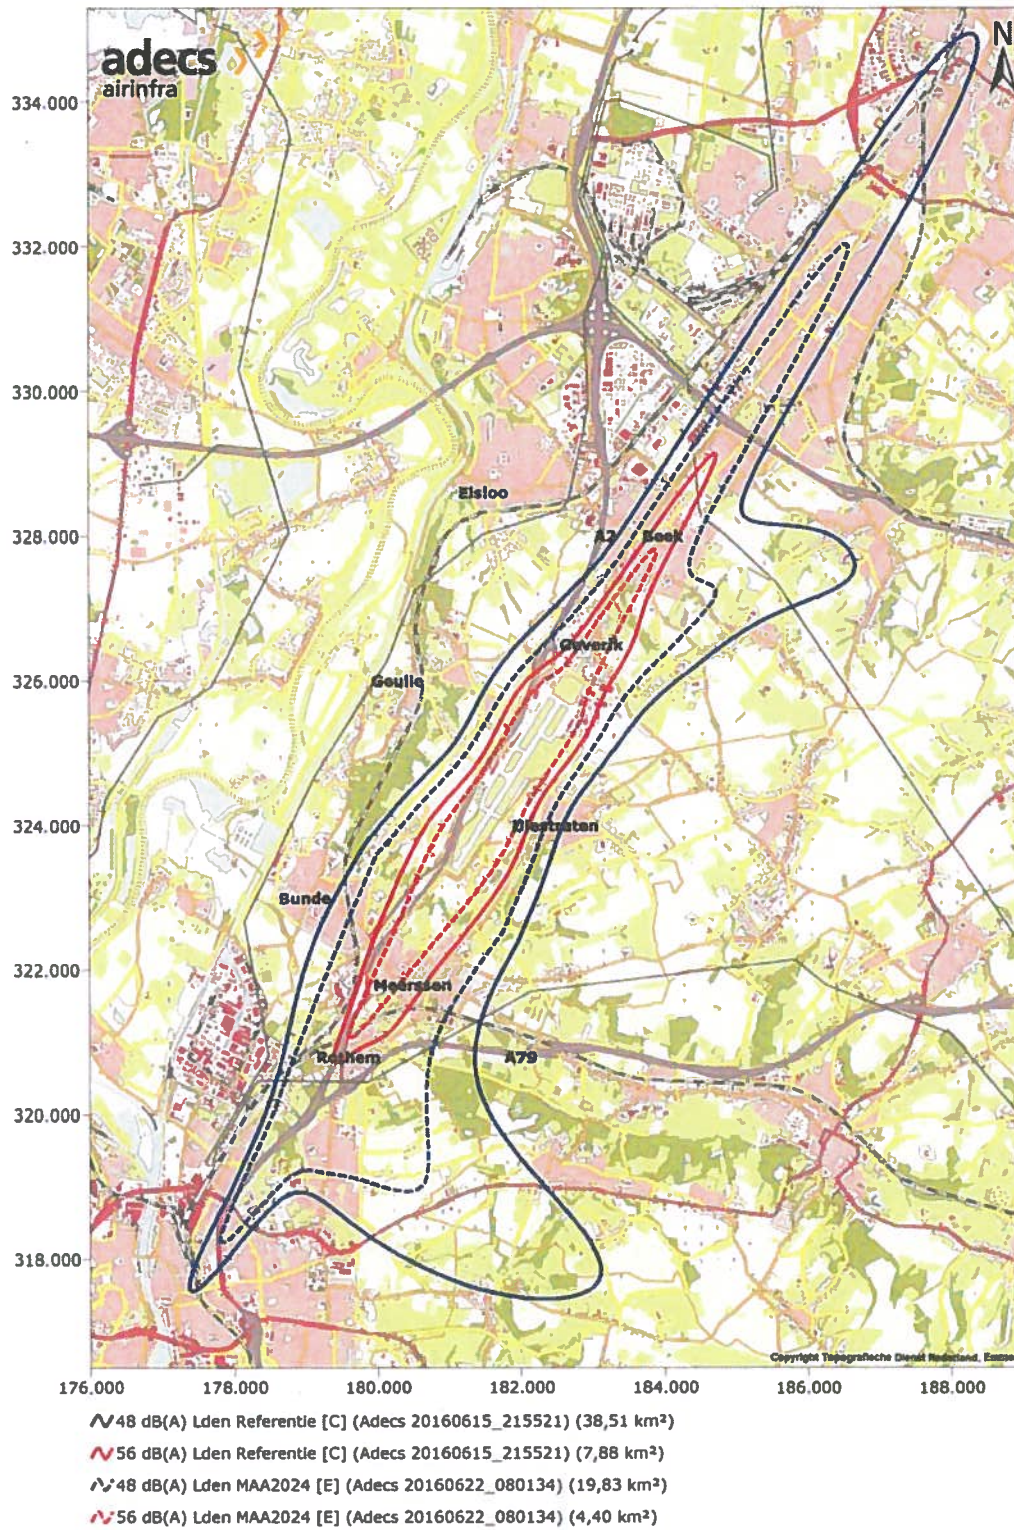 adecs
airinfra
N
334.000
332.000
330.000
Elsloo
328.000
A2 Beek
Geverik
326.000
Geulle
324.000
Ulestraten
Bunde
322.000
Meerssen
Rothem
A79
320.000
318.000
Copyright Topografische Dienst Nederland,
176.000 178.000 180.000 182.000 184.000 186.000 188.000
48 dB(A) Lden Referentie [C] (Adecs 20160615_215521) (38,51 km²)
56 dB(A) Lden Referentie [C] (Adecs 20160615_215521) (7,88 km²)
48 dB(A) Lden MAA2024 [E] (Adecs 20160622_080134) (19,83 km²)
56 dB(A) Lden MAA2024 [E] (Adecs 20160622_080134) (4,40 km²)